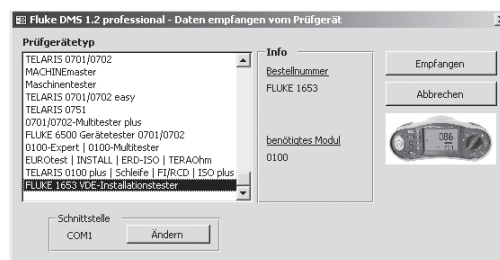 Fluke DMS 1.2 professional - Daten empfangen vom Prüfgerät
Prüfgerätetyp
TELARIS 0701/0702
MACHINEmaster
Maschinentester
TELARIS 0701/0702 easy
TELARIS 0751
0701/0702-Multitester plus
FLUKE 6500 Gerätetester 0701/0702
0100-Expert | 0100-Multitester
EUROtest | INSTALL | ERD-ISO | TERAOhm
TELARIS 0100 plus | Schleife | FI/RCD | ISO plus
FLUKE 1653 VDE-Installationstester
Info
Bestellnummer
FLUKE 1653
benötigtes Modul
0100
Empfangen
Abbrechen
Schnittstelle
COM1
Ändern